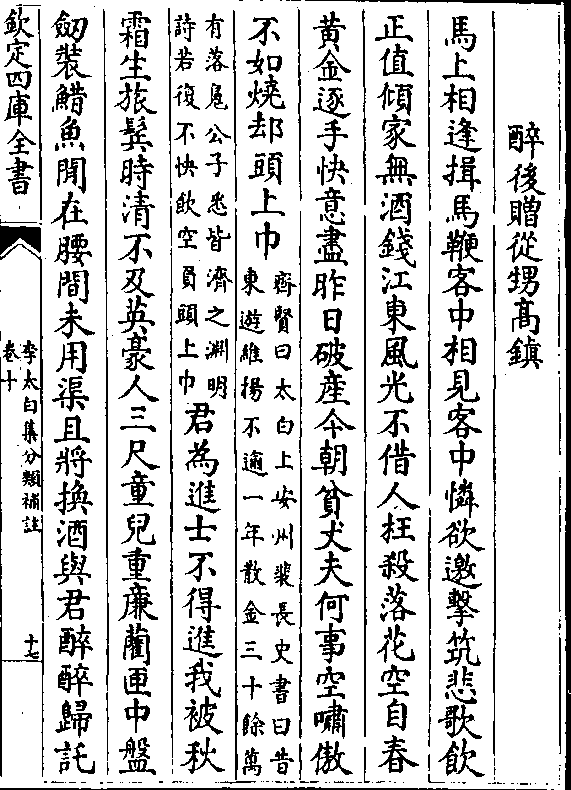 醉後贈從甥髙鎮
馬上相逢揖馬鞭客中相見客中憐欲邀擊筑悲歌飲
正值傾家無酒錢江東風光不借人枉殺落花空自春
黄金逐手快意盡昨日破産今朝貧丈夫何事空嘯傲
不如燒却頭上巾齊賢曰太白上安州裴長史書曰昔
東遊維揚不逾一年散金三十餘萬
有落魄公子悉皆濟之淵明
詩若復不快飲空負頭上巾君為進士不得進我被秋
霜生旅鬂時清不及英豪人三尺童兒重廉藺匣中盤
劒装䱜魚閒在腰間未用渠且將換酒與君醉醉歸託
欽定四庫全書
李太白集分類補註
卷十
十七